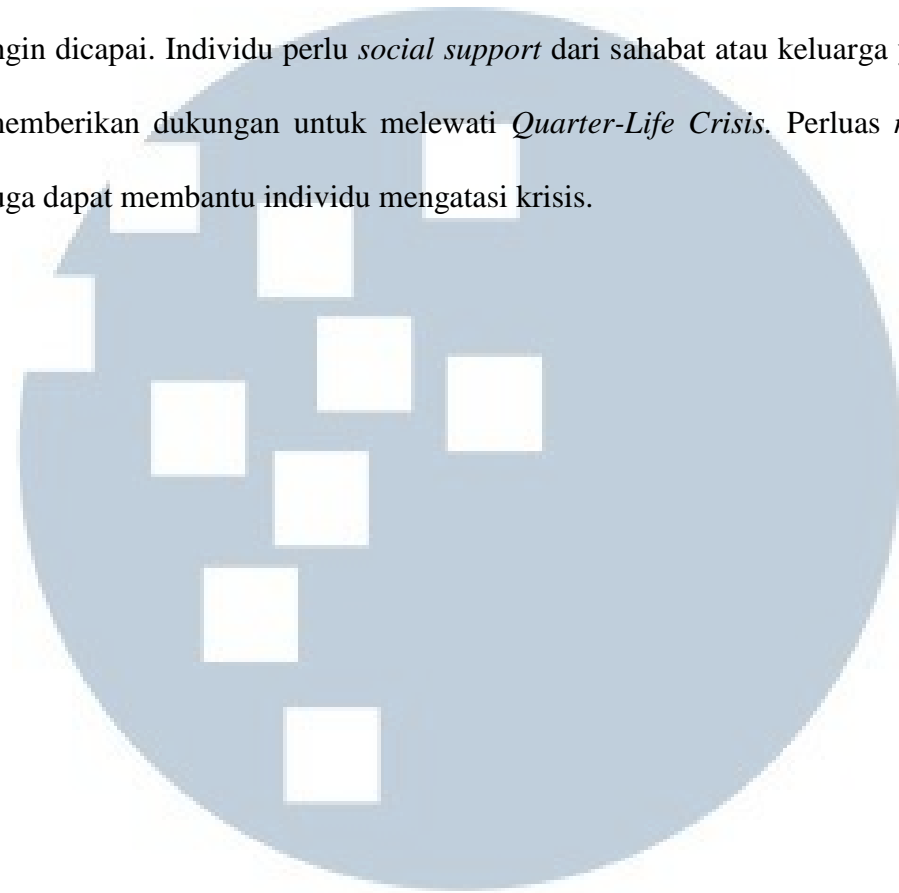 ngin dicapai. Individu perlu social support dari sahabat atau keluarga
memberikan dukungan untuk melewati Quarter-Life Crisis. Perluas
uga dapat membantu individu mengatasi krisis.